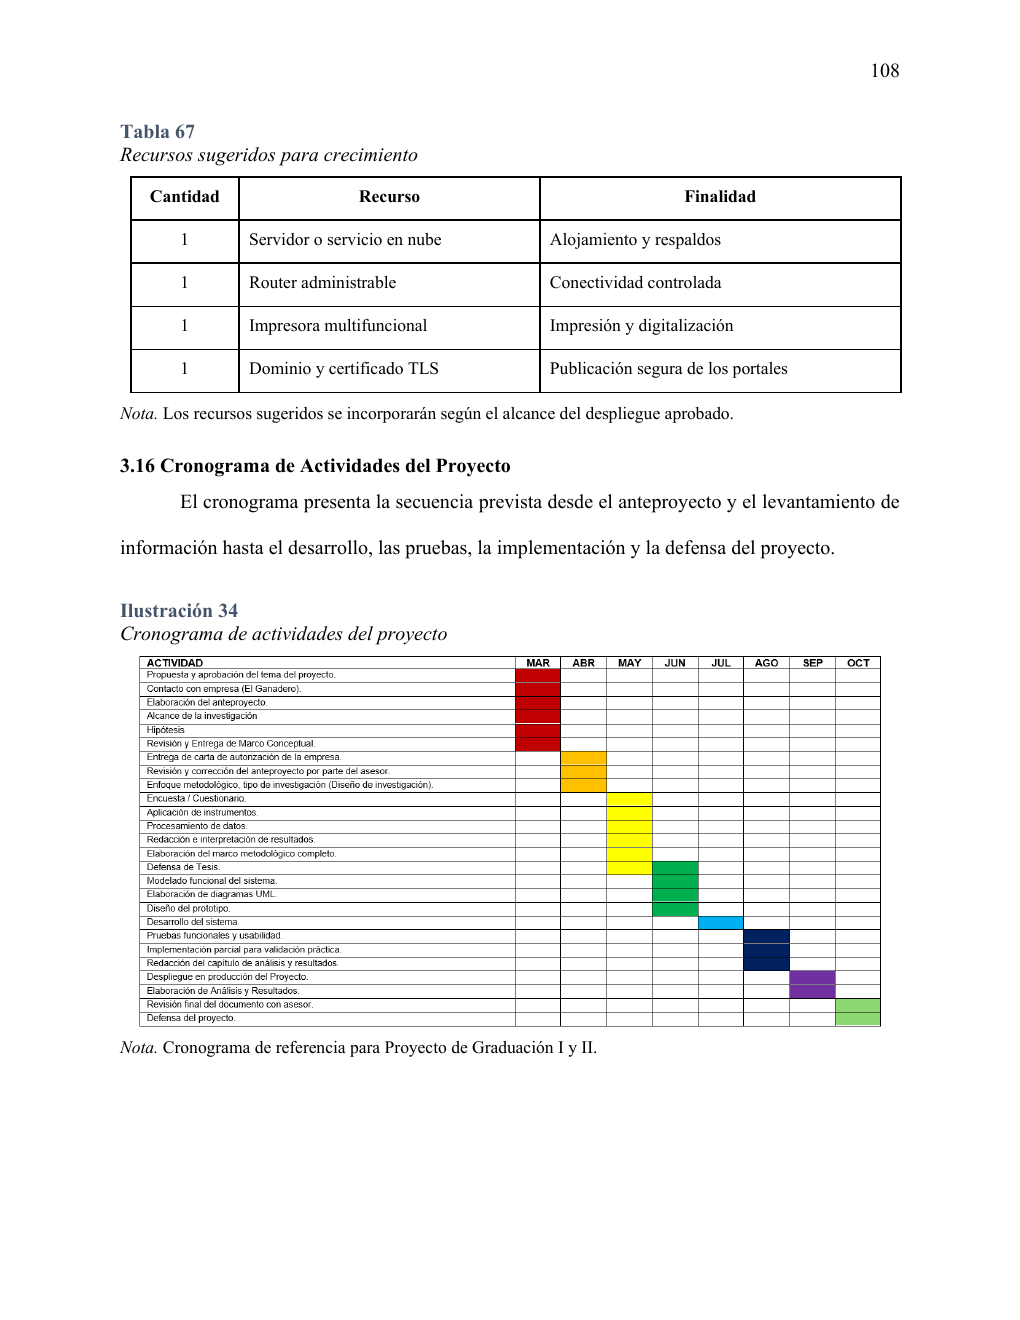 108
Tabla 67
Recursos sugeridos para crecimiento
Cantidad Recurso Finalidad
1 Servidor o servicio en nube Alojamiento y respaldos
1 Router administrable Conectividad controlada
1 Impresora multifuncional Impresión y digitalización
1 Dominio y certificado TLS Publicación segura de los portales
Nota. Los recursos sugeridos se incorporarán según el alcance del despliegue aprobado.
3.16 Cronograma de Actividades del Proyecto
El cronograma presenta la secuencia prevista desde el anteproyecto y el levantamiento de
información hasta el desarrollo, las pruebas, la implementación y la defensa del proyecto.
Ilustración 34
Cronograma de actividades del proyecto
ACTIVIDAD MAR ABR MAY JUN JUL AGO SEP OCT
Propuesta y aprobación del tema del proyecto.
Contacto con empresa (El Ganadero).
Elaboración del anteproyecto.
Alcance de la investigación
Hipótesis
Revisión y Entrega de Marco Conceptual.
Entrega de carta de autorización de la empresa.
Revisión y corrección del anteproyecto por parte del asesor.
Enfoque metodológico, tipo de investigación (Diseño de investigación).
Encuesta / Cuestionario.
Aplicación de instrumentos.
Procesamiento de datos.
Redacción e interpretación de resultados.
Elaboración del marco metodológico completo.
Defensa de Tesis.
Modelado funcional del sistema.
Elaboración de diagramas UML.
Diseño del prototipo.
Desarrollo del sistema.
Pruebas funcionales y usabilidad.
Implementación parcial para validación práctica.
Redacción del capítulo de análisis y resultados.
Despliegue en producción del Proyecto.
Elaboración de Análisis y Resultados.
Revisión final del documento con asesor.
Defensa del proyecto.
Nota. Cronograma de referencia para Proyecto de Graduación I y II.